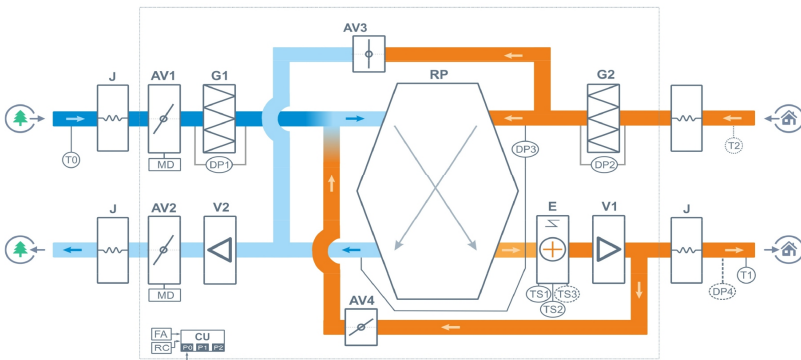 AV3
J
AV1
G1
RP
G2
T0
MD
DP1
DP3
DP2
T2
J
AV2
V2
E
V1
J
MD
TS1
TS3
TS2
DP4
T1
AV4
FA
CU
RC
P0 P1 P2